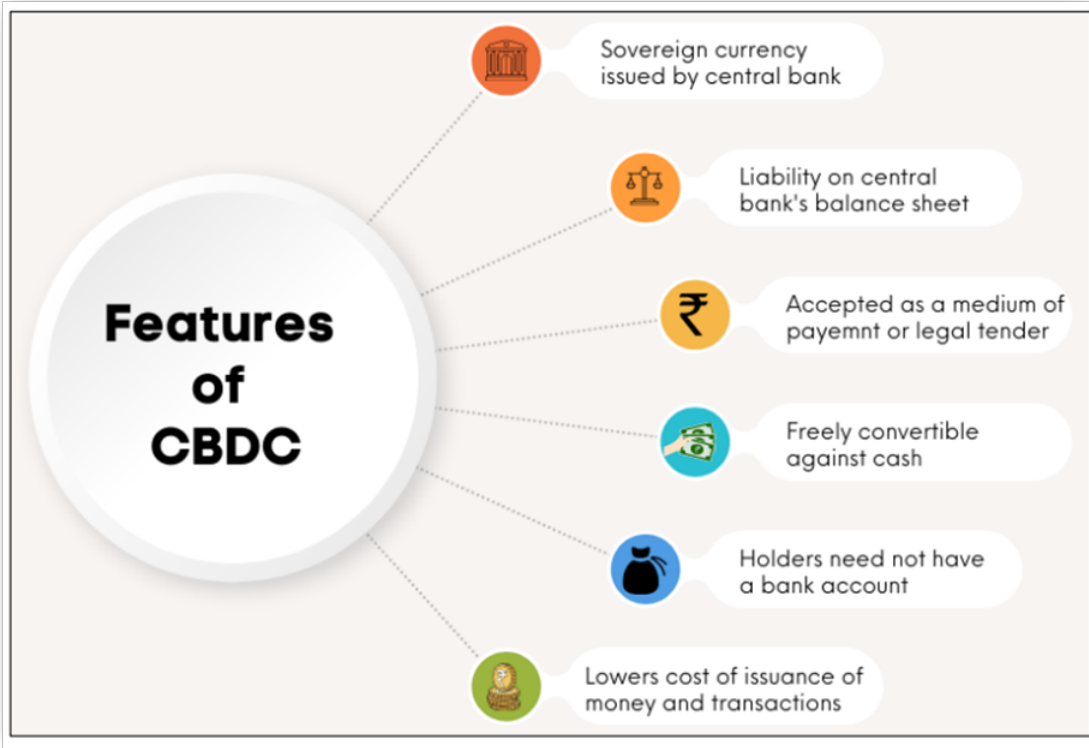 Features
of
CBDC
Sovereign currency
issued by central bank
Liability on central
bank's balance sheet
₹
Accepted as a medium of
payemnt or legal tender
Freely convertible
against cash
Holders need not have
a bank account
Lowers cost of issuance of
money and transactions